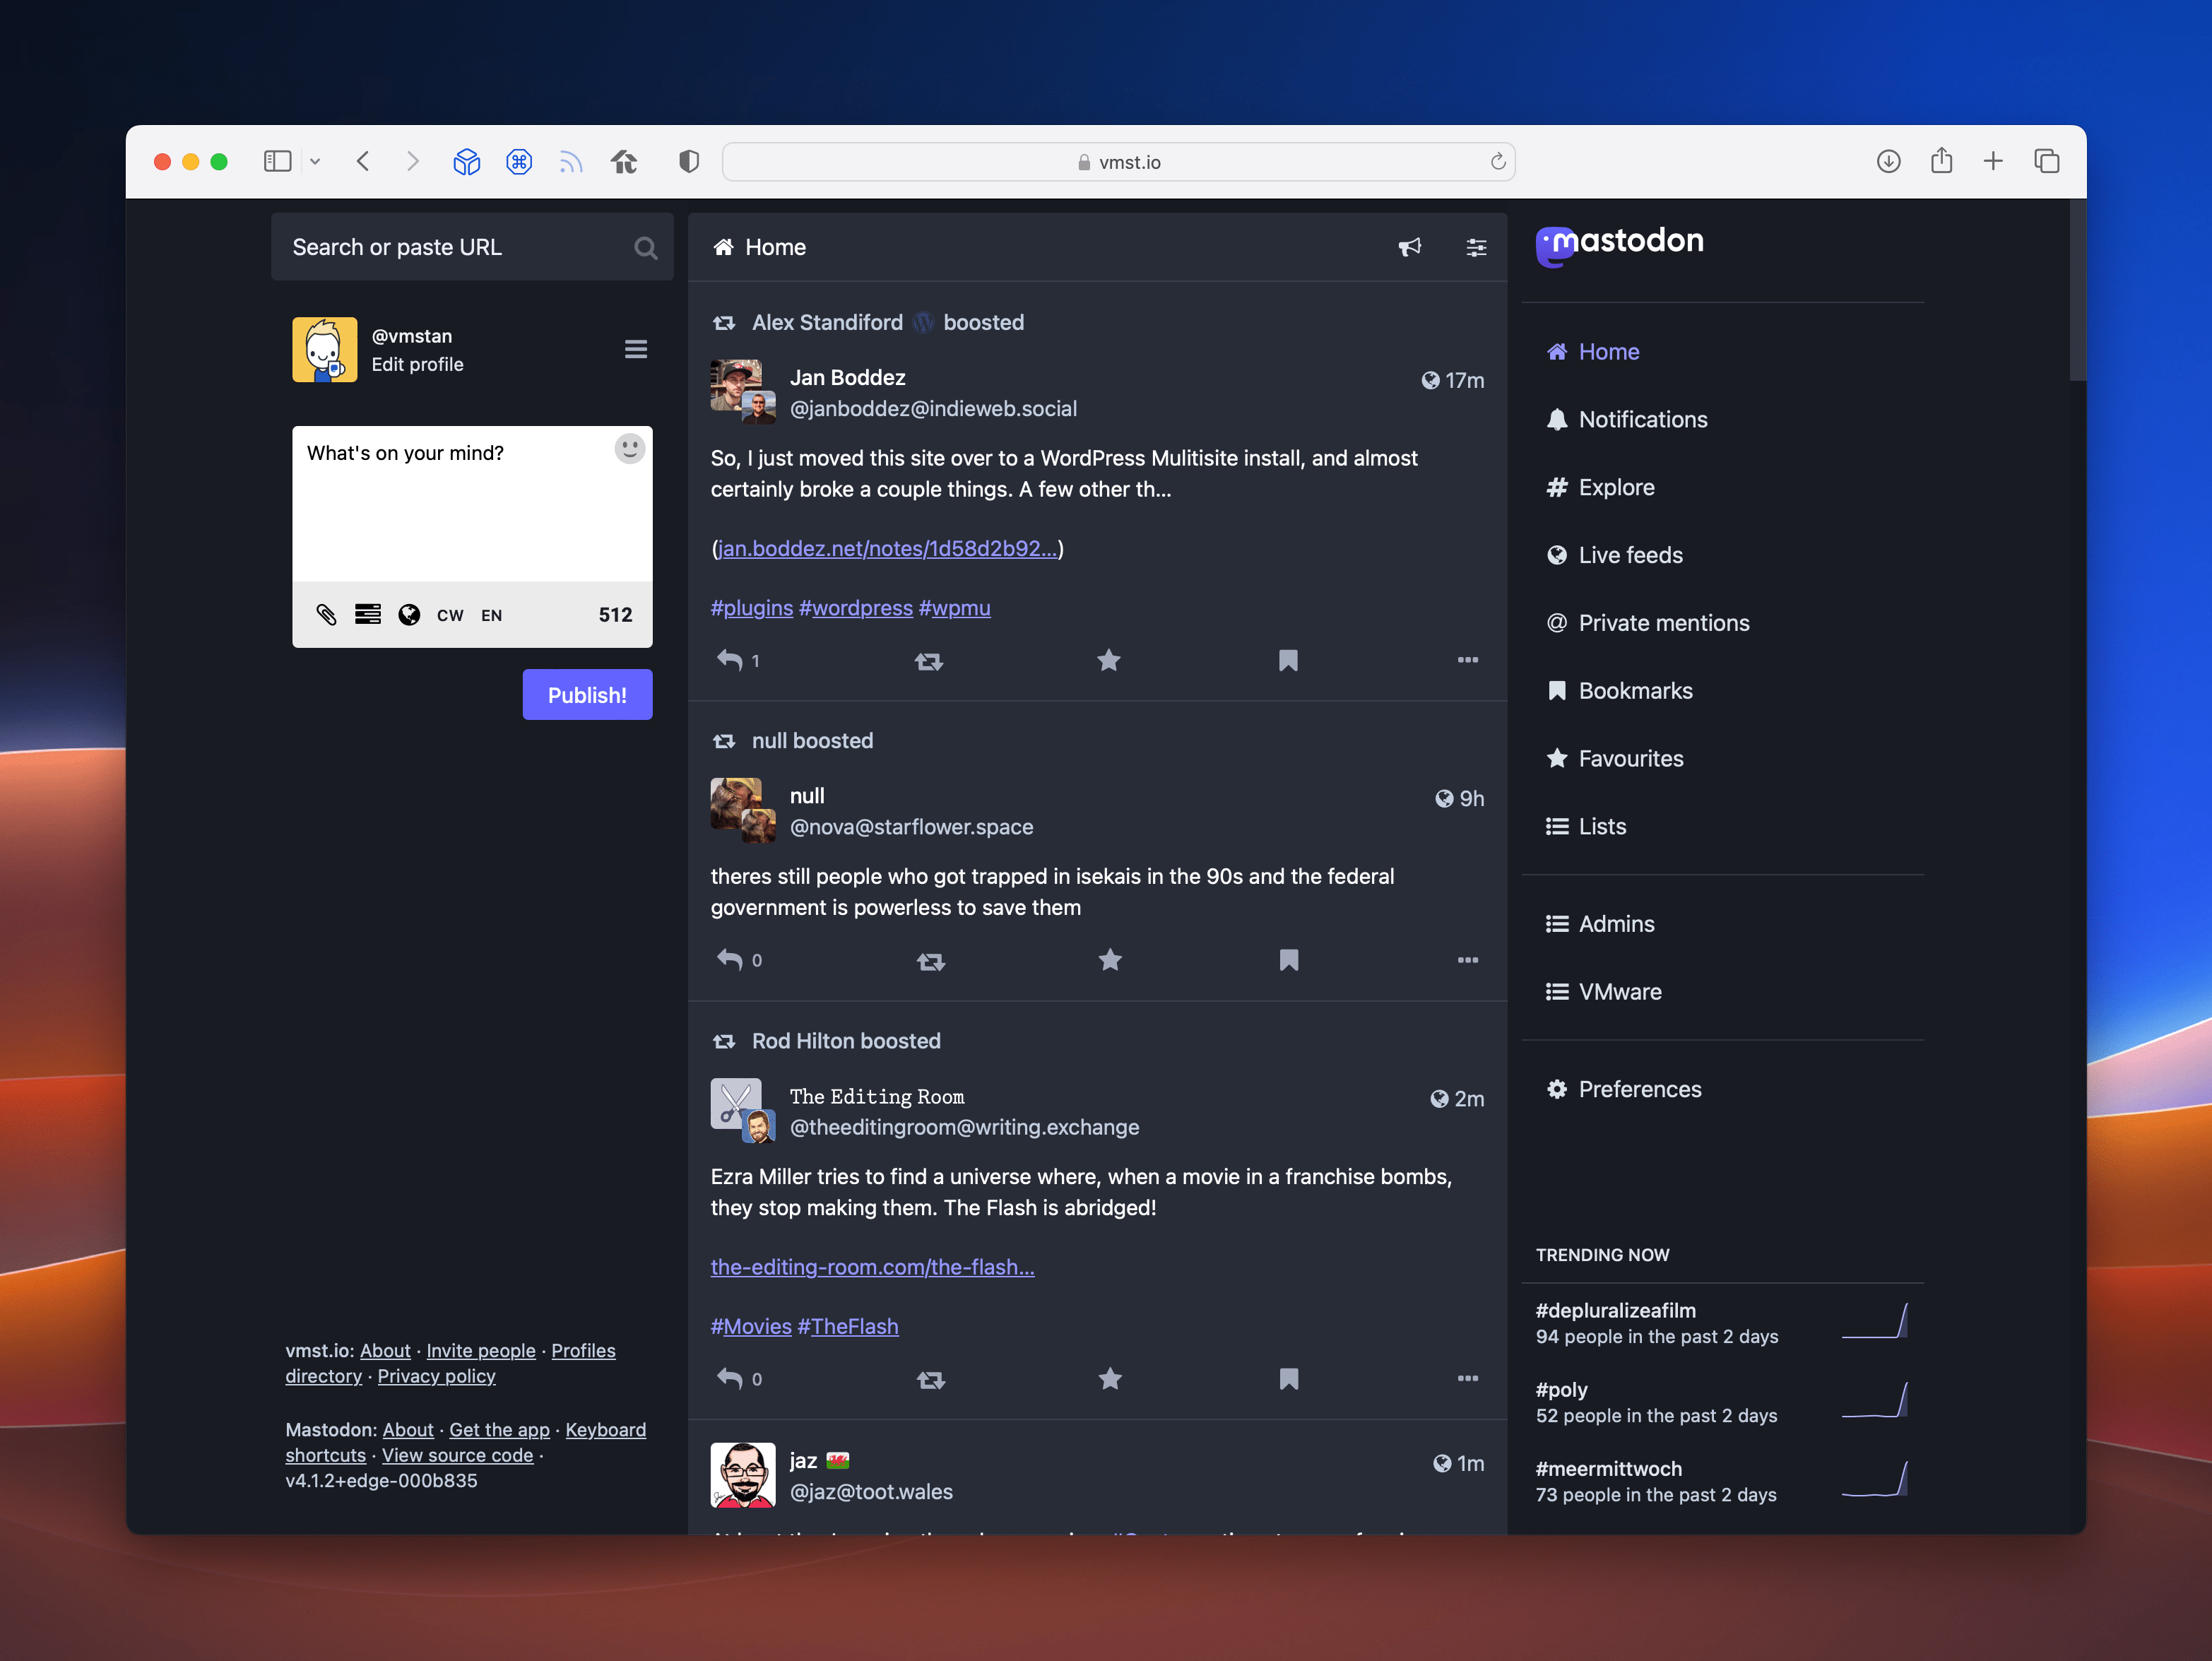 vmst.io
Search or paste URL
@vmstan
Edit profile
What's on your mind?
CW EN 512
Publish!
vmst.io: About · Invite people · Profiles
directory · Privacy policy
Mastodon: About · Get the app · Keyboard
shortcuts · View source code ·
v4.1.2+edge-000b835
Home
Alex Standiford boosted
Jan Boddez
17m
@janboddez@indieweb.social
So, I just moved this site over to a WordPress Mulitisite install, and almost
certainly broke a couple things. A few other th...
(jan.boddez.net/notes/1d58d2b92...)
#plugins #wordpress #wpmu
1
null boosted
null
9h
@nova@starflower.space
theres still people who got trapped in isekais in the 90s and the federal
government is powerless to save them
0
Rod Hilton boosted
The Editing Room
2m
@theeditingroom@writing.exchange
Ezra Miller tries to find a universe where, when a movie in a franchise bombs,
they stop making them. The Flash is abridged!
the-editing-room.com/the-flash...
#Movies #TheFlash
0
jaz
1m
@jaz@toot.wales
mastodon
Home
Notifications
Explore
Live feeds
Private mentions
Bookmarks
Favourites
Lists
Admins
VMware
Preferences
TRENDING NOW
#depluralizeafilm
94 people in the past 2 days
#poly
52 people in the past 2 days
#meermittwoch
73 people in the past 2 days